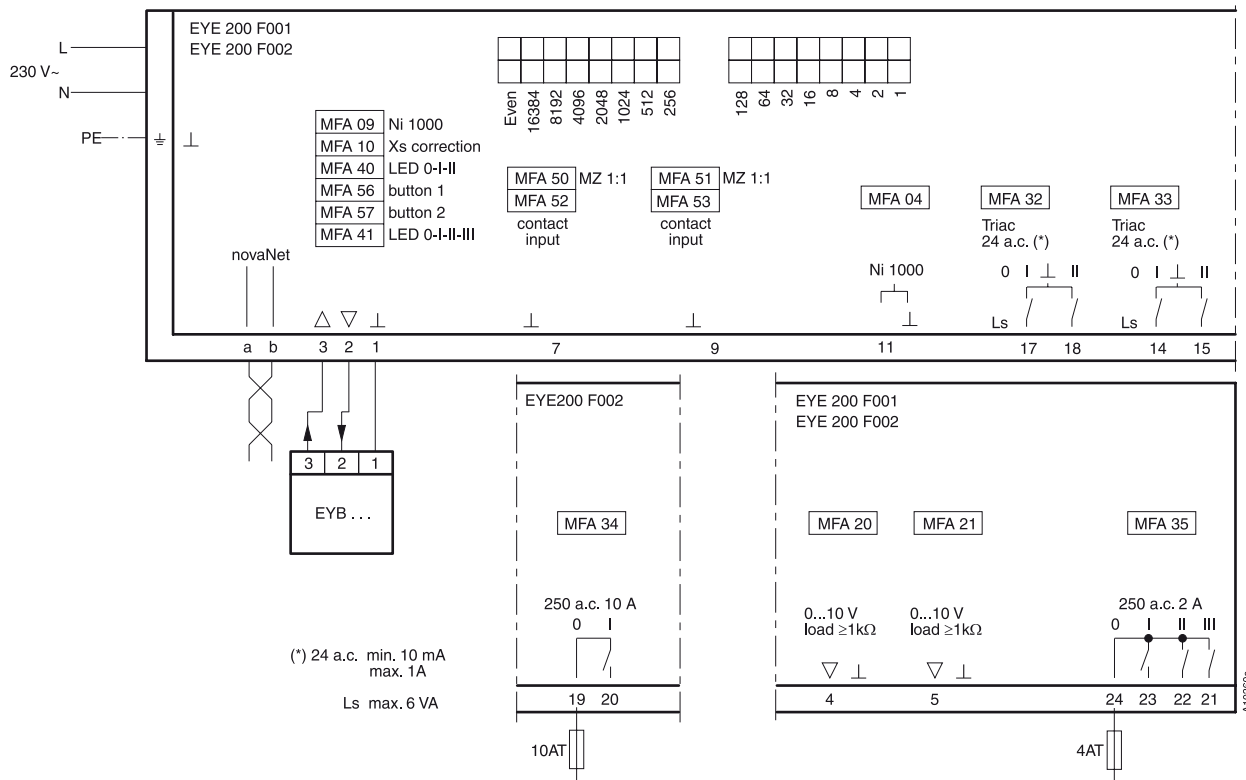 EYE 200 F001
EYE 200 F002
L
230 V~
N
PE
Even
16384
8192
4096
2048
1024
512
256
128
64
32
16
8
4
2
1
MFA 09 Ni 1000
MFA 10 Xs correction
MFA 40 LED 0-I-II
MFA 56 button 1
MFA 57 button 2
MFA 41 LED 0-I-II-III
MFA 50 MZ 1:1
MFA 52
contact
input
MFA 51 MZ 1:1
MFA 53
contact
input
MFA 04
Ni 1000
MFA 32
Triac
24 a.c. (*)
0 I ⊥ II
Ls
MFA 33
Triac
24 a.c. (*)
0 I ⊥ II
Ls
novaNet
a b 3 2 1 7 9 11 17 18 14 15
3 2 1
EYB . . .
EYE200 F002
MFA 34
250 a.c. 10 A
0 I
19 20
10AT
EYE 200 F001
EYE 200 F002
MFA 20
0...10 V
load ≥1kΩ
MFA 21
0...10 V
load ≥1kΩ
MFA 35
250 a.c. 2 A
0 I II III
4 5 24 23 22 21
4AT
(*) 24 a.c. min. 10 mA
max. 1A
Ls max. 6 VA